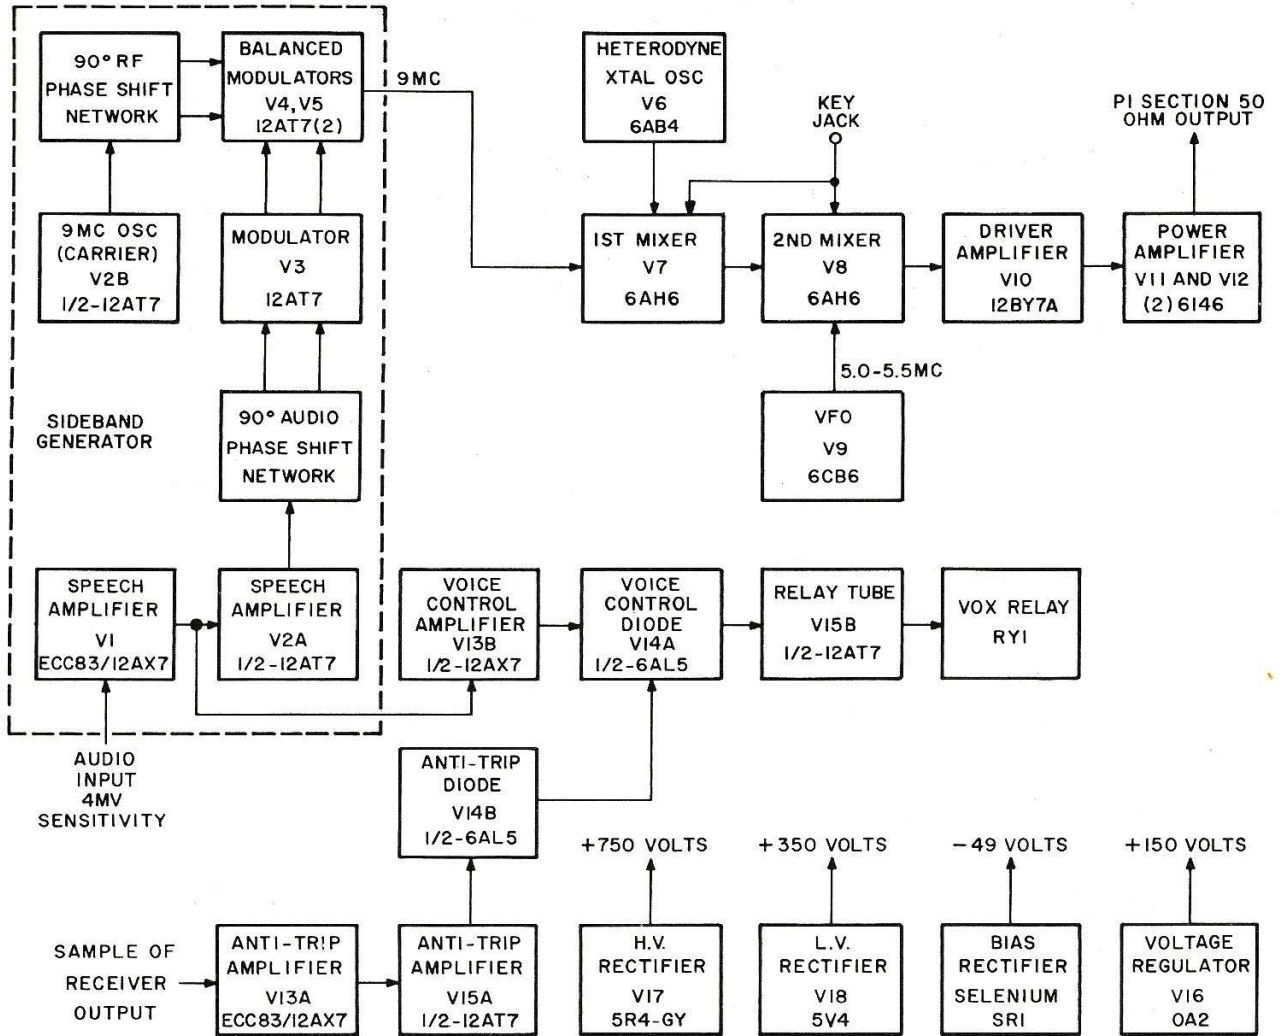 90° RF
PHASE SHIFT
NETWORK
BALANCED
MODULATORS
V4, V5
12AT7(2)
9MC
HETERODYNE
XTAL OSC
V6
6AB4
KEY
JACK
PI SECTION 50
OHM OUTPUT
9MC OSC
(CARRIER)
V2B
1/2-12AT7
MODULATOR
V3
12AT7
1ST MIXER
V7
6AH6
2ND MIXER
V8
6AH6
DRIVER
AMPLIFIER
V10
12BY7A
POWER
AMPLIFIER
V11 AND V12
(2) 6146
5.0-5.5MC
SIDEBAND
GENERATOR
90° AUDIO
PHASE SHIFT
NETWORK
VFO
V9
6CB6
SPEECH
AMPLIFIER
V1
ECC83/12AX7
SPEECH
AMPLIFIER
V2A
1/2-12AT7
VOICE
CONTROL
AMPLIFIER
V13B
1/2-12AX7
VOICE
CONTROL
DIODE
V14A
1/2-6AL5
RELAY TUBE
V15B
1/2-12AT7
VOX RELAY
RY1
AUDIO
INPUT
4MV
SENSITIVITY
ANTI-TRIP
DIODE
V14B
1/2-6AL5
+750 VOLTS
+350 VOLTS
-49 VOLTS
+150 VOLTS
SAMPLE OF
RECEIVER
OUTPUT
ANTI-TRIP
AMPLIFIER
V13A
ECC83/12AX7
ANTI-TRIP
AMPLIFIER
V15A
1/2-12AT7
H.V.
RECTIFIER
V17
5R4-GY
L.V.
RECTIFIER
V18
5V4
BIAS
RECTIFIER
SELENIUM
SR1
VOLTAGE
REGULATOR
V16
OA2